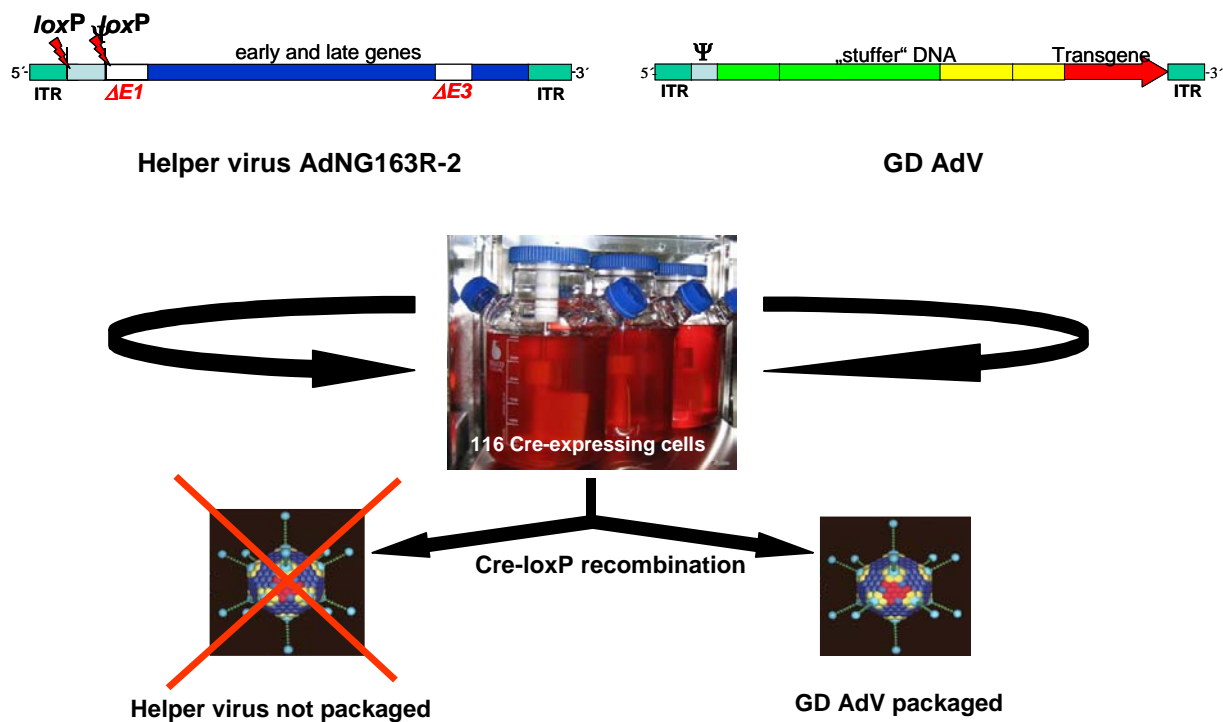 loxP
Ψ
loxP
early and late genes
5´
-3´
ITR
ΔE1
ΔE3
ITR
Helper virus AdNG163R-2
Ψ
„stuffer“ DNA
Transgene
5´
-3´
ITR
ITR
GD AdV
116 Cre-expressing cells
Cre-loxP recombination
Helper virus not packaged
GD AdV packaged